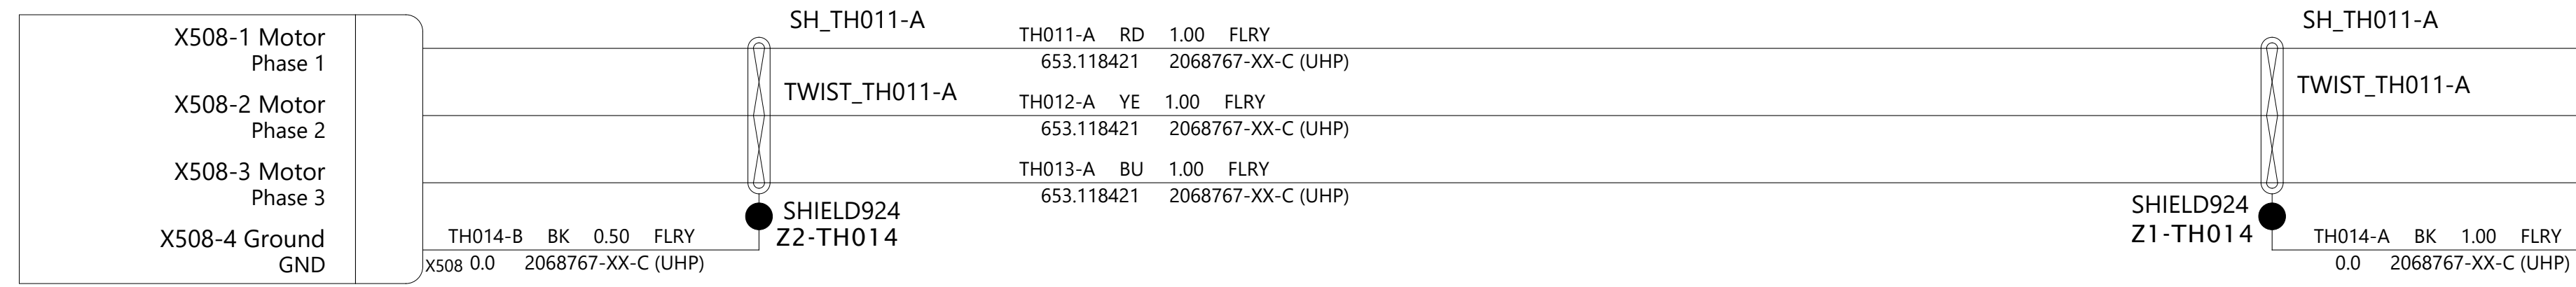 SH_TH011-A
SH_TH011-A
X508-1 Motor
Phase 1
TH011-A RD 1.00 FLRY
653.118421 2068767-XX-C (UHP)
TWIST_TH011-A
TWIST_TH011-A
X508-2 Motor
Phase 2
TH012-A YE 1.00 FLRY
653.118421 2068767-XX-C (UHP)
X508-3 Motor
Phase 3
TH013-A BU 1.00 FLRY
653.118421 2068767-XX-C (UHP)
SHIELD924
Z2-TH014
SHIELD924
Z1-TH014
X508-4 Ground
GND
TH014-B BK 0.50 FLRY
X508 0.0 2068767-XX-C (UHP)
TH014-A BK 1.00 FLRY
0.0 2068767-XX-C (UHP)